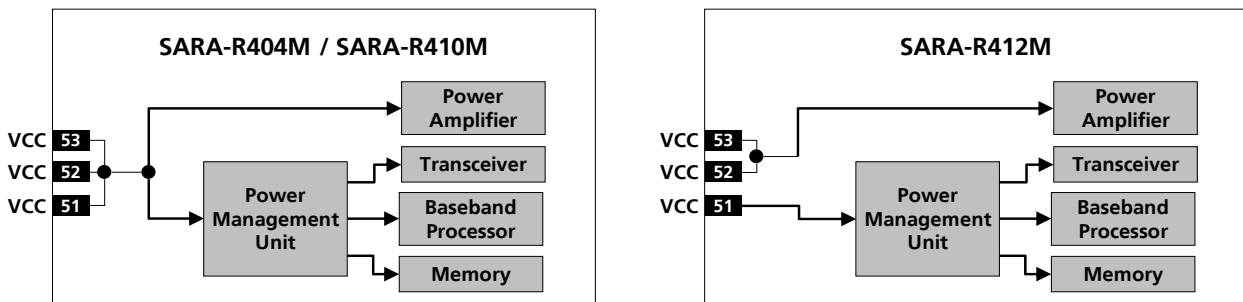 SARA-R404M / SARA-R410M
Power
Amplifier
VCC 53
VCC 52
VCC 51
Transceiver
Power
Management
Unit
Baseband
Processor
Memory
SARA-R412M
Power
Amplifier
VCC 53
VCC 52
VCC 51
Transceiver
Power
Management
Unit
Baseband
Processor
Memory